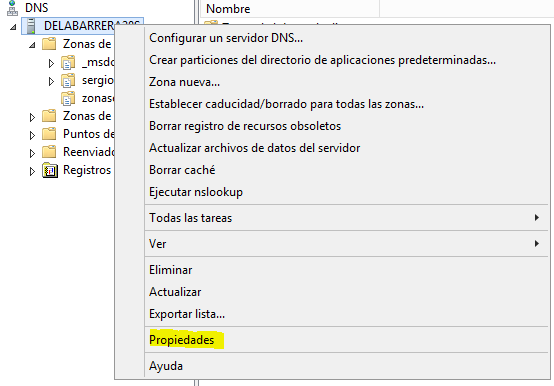 DNS
Nombre
DELABARRERA20S
Zonas de
_msdc
sergio
zonas
Zonas de
Puntos de
Reenviado
Registros
Configurar un servidor DNS...
Crear particiones del directorio de aplicaciones predeterminadas...
Zona nueva...
Establecer caducidad/borrado para todas las zonas...
Borrar registro de recursos obsoletos
Actualizar archivos de datos del servidor
Borrar caché
Ejecutar nslookup
Todas las tareas
Ver
Eliminar
Actualizar
Exportar lista...
Propiedades
Ayuda